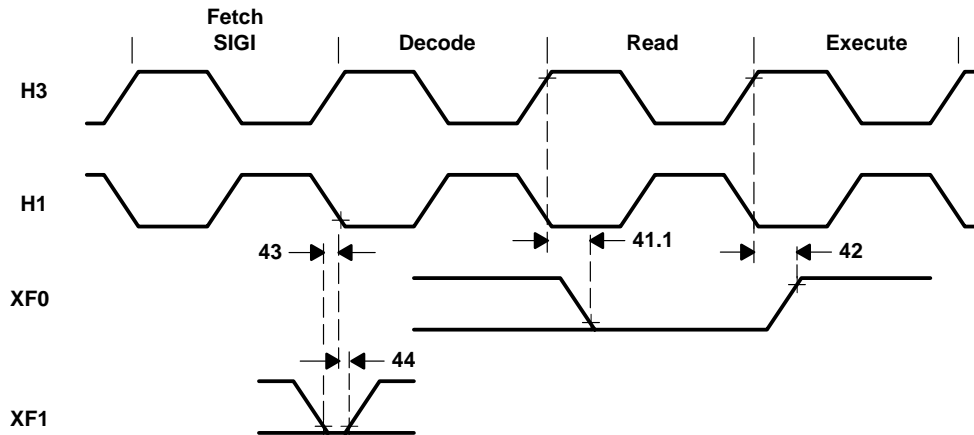 Fetch
SIGI
Decode
Read
Execute
H3
H1
43
41.1
42
XF0
44
XF1